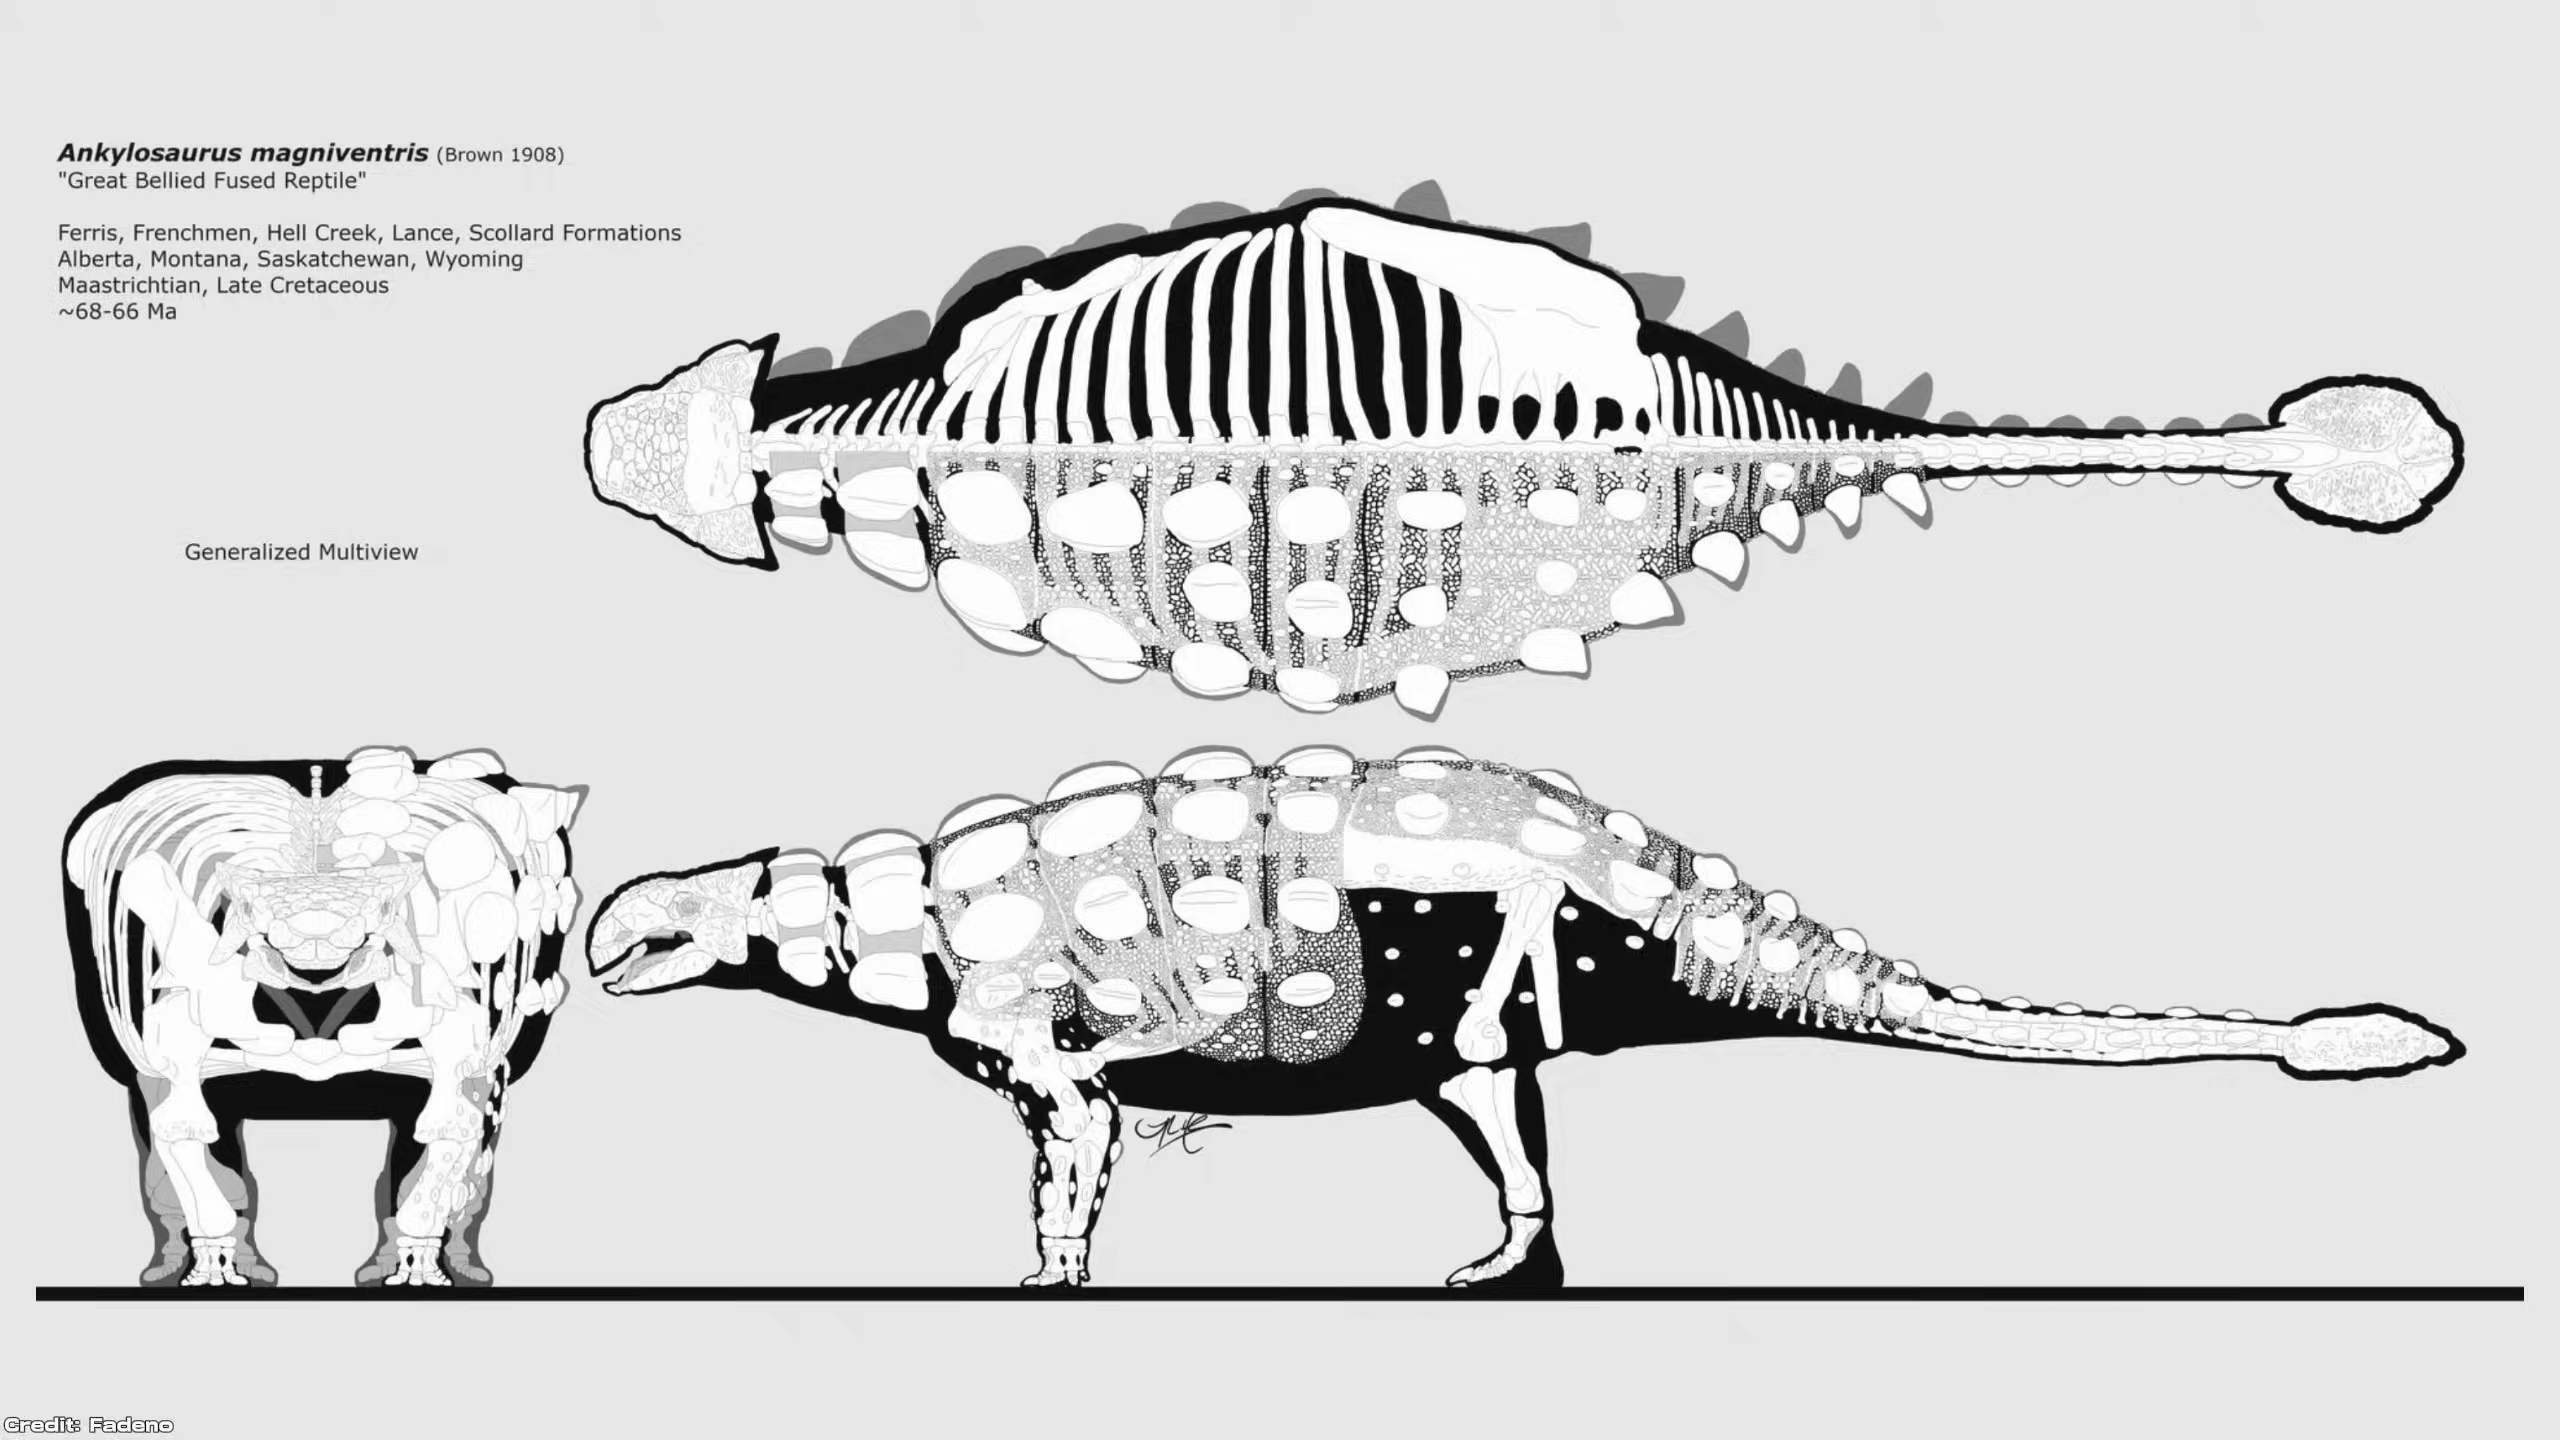 Ankylosaurus magniventris (Brown 1908)
"Great Bellied Fused Reptile"
Ferris, Frenchmen, Hell Creek, Lance, Scollard Formations
Alberta, Montana, Saskatchewan, Wyoming
Maastrichtian, Late Cretaceous
~68-66 Ma
Generalized Multiview
Credit: Fadeno